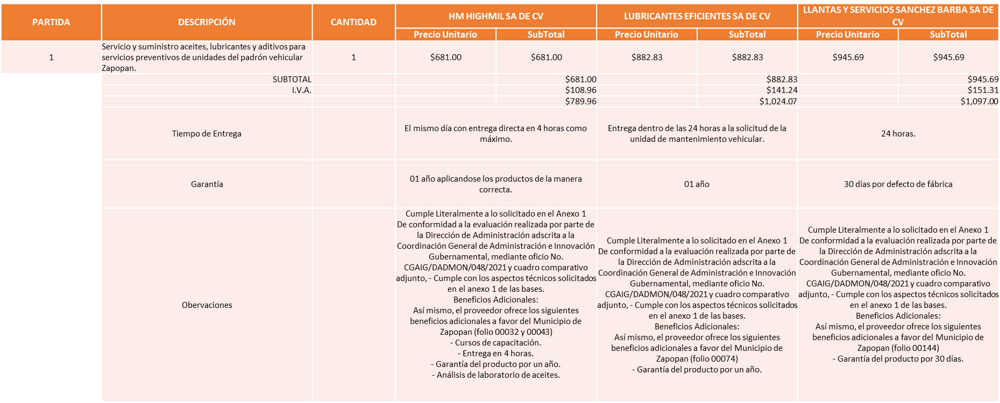 PARTIDA
DESCRIPCIÓN
CANTIDAD
HM HIGHMIL SA DE CV
LUBRICANTES EFICIENTES SA DE CV
LLANTAS Y SERVICIOS SANCHEZ BARBA SA DE
CV
Precio Unitario
SubTotal
Precio Unitario
SubTotal
Precio Unitario
SubTotal
1
Servicio y suministro aceites, lubricantes y aditivos para
servicios preventivos de unidades del padrón vehicular
Zapopan.
1
$681.00
$681.00
$882.83
$882.83
$945.69
$945.69
SUBTOTAL
$681.00
$882.83
$945.69
I.V.A.
$108.96
$141.24
$151.31
$789.96
$1,024.07
$1,097.00
Tiempo de Entrega
El mismo día con entrega directa en 4 horas como
máximo.
Entrega dentro de las 24 horas a la solicitud de la
unidad de mantenimiento vehicular.
24 horas.
Garantía
01 año aplicandose los productos de la manera
correcta.
01 año
30 días por defecto de fábrica
Obervaciones
Cumple Literalmente a lo solicitado en el Anexo 1
De conformidad a la evaluación realizada por parte de
la Dirección de Administración adscrita a la
Coordinación General de Administración e Innovación
Gubernamental, mediante oficio No.
CGAIG/DADMON/048/2021 y cuadro comparativo
adjunto, - Cumple con los aspectos técnicos solicitados
en el anexo 1 de las bases.
Beneficios Adicionales:
Así mismo, el proveedor ofrece los siguientes
beneficios adicionales a favor del Municipio de
Zapopan (folio 00032 y 00043)
- Cursos de capacitación.
- Entrega en 4 horas.
- Garantía del producto por un año.
- Análisis de laboratorio de aceites.
Cumple Literalmente a lo solicitado en el Anexo 1
De conformidad a la evaluación realizada por parte de
la Dirección de Administración adscrita a la
Coordinación General de Administración e Innovación
Gubernamental, mediante oficio No.
CGAIG/DADMON/048/2021 y cuadro comparativo
adjunto, - Cumple con los aspectos técnicos solicitados
en el anexo 1 de las bases.
Beneficios Adicionales:
Así mismo, el proveedor ofrece los siguientes
beneficios adicionales a favor del Municipio de
Zapopan (folio 00074)
- Garantía del producto por un año.
Cumple Literalmente a lo solicitado en el Anexo 1
De conformidad a la evaluación realizada por parte de
la Dirección de Administración adscrita a la
Coordinación General de Administración e Innovación
Gubernamental, mediante oficio No.
CGAIG/DADMON/048/2021 y cuadro comparativo
adjunto, - Cumple con los aspectos técnicos solicitados
en el anexo 1 de las bases.
Beneficios Adicionales:
Así mismo, el proveedor ofrece los siguientes
beneficios adicionales a favor del Municipio de
Zapopan (folio 00144)
- Garantía del producto por 30 días.